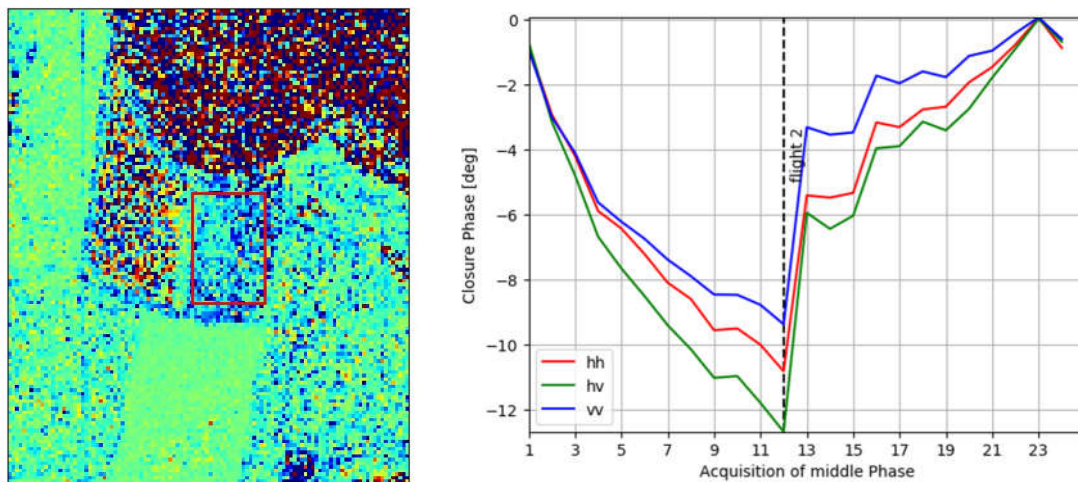 0
−2
−4
−6
−8
−10
−12
Closure Phase [deg]
flight 2
hh
hv
vv
1 3 5 7 9 11 13 15 17 19 21 23
Acquisition of middle Phase